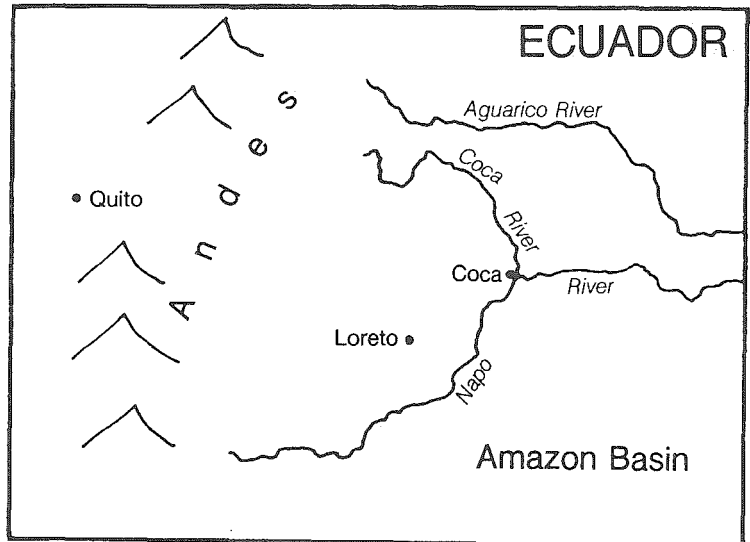 ECUADOR
Andes
Aguarico River
Coca River
Quito
Coca
River
Loreto
Napo
Amazon Basin